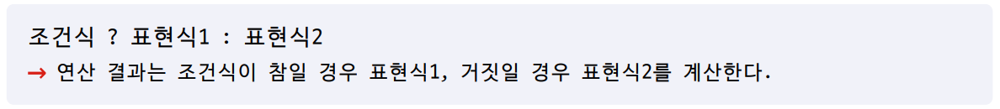 조건식 ? 표현식1 : 표현식2
→ 연산 결과는 조건식이 참일 경우 표현식1, 거짓일 경우 표현식2를 계산한다.